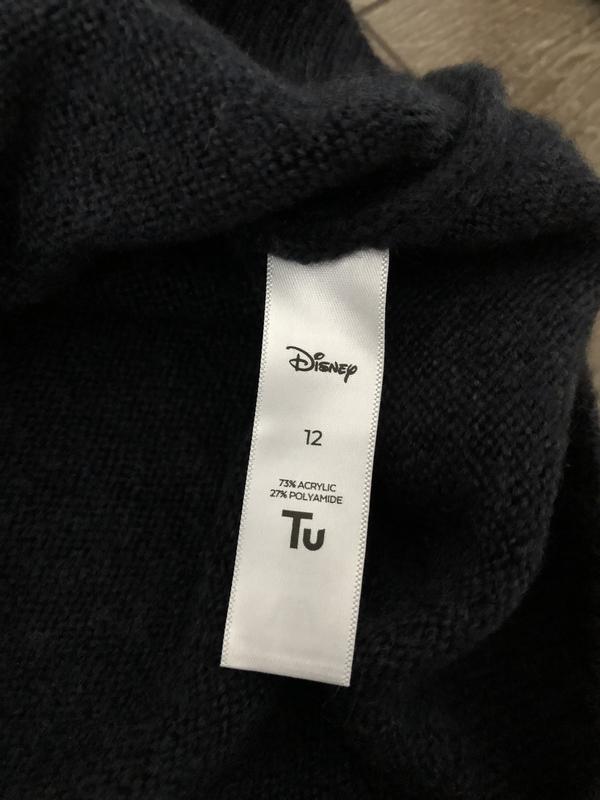 Disney
12
73% ACRYLIC
27% POLYAMIDE
Tu